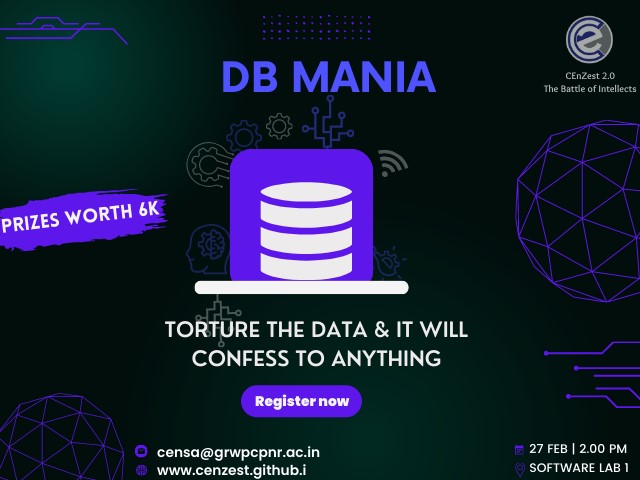 DB MANIA
CEnZest 2.0
The Battle of Intellects
PRIZES WORTH 6K
TORTURE THE DATA & IT WILL
CONFESS TO ANYTHING
Register now
censa@grwpcpnr.ac.in
www.cenzest.github.i
27 FEB | 2.00 PM
SOFTWARE LAB 1